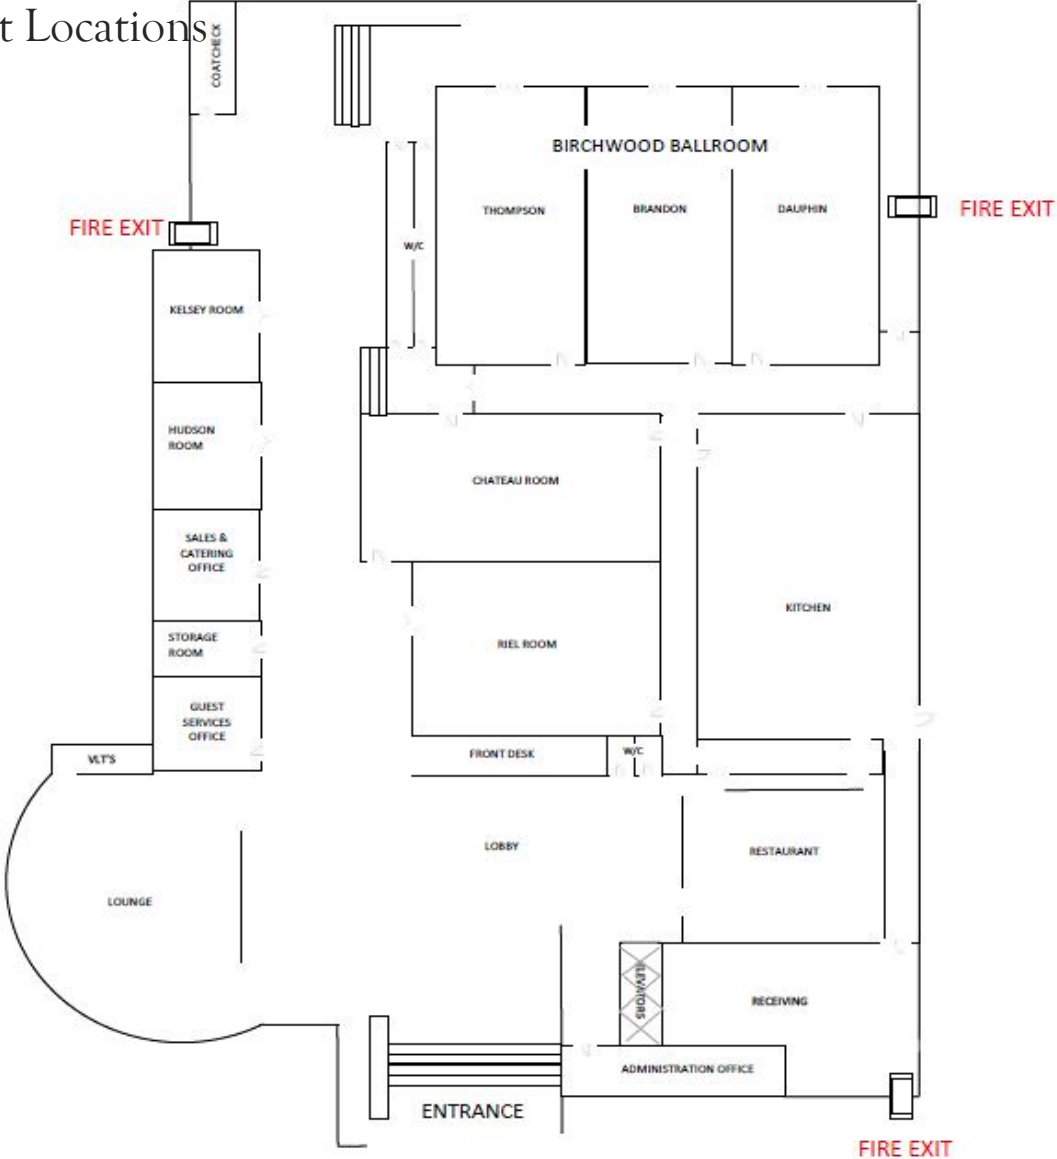 t Locations
COATCHECK
BIRCHWOOD BALLROOM
THOMPSON
BRANDON
DAUPHIN
FIRE EXIT
FIRE EXIT
W/C
KELSEY ROOM
HUDSON
ROOM
CHATEAU ROOM
SALES &
CATERING
OFFICE
KITCHEN
STORAGE
ROOM
RIEL ROOM
GUEST
SERVICES
OFFICE
VLT'S
FRONT DESK
W/C
LOBBY
RESTAURANT
LOUNGE
ELEVATORS
RECEIVING
ADMINISTRATION OFFICE
ENTRANCE
FIRE EXIT